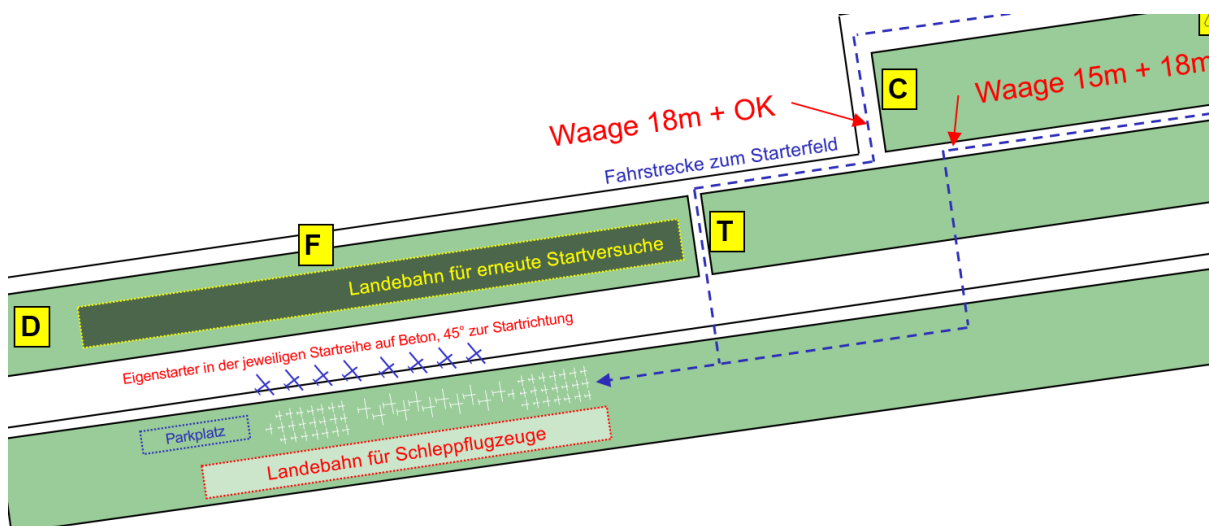 C
Waage 15m + 18m
Waage 18m + OK
Fahrstrecke zum Starterfeld
T
F
Landebahn für erneute Startversuche
D
Eigenstarter in der jeweiligen Startreihe auf Beton, 45° zur Startrichtung
Parkplatz
Landebahn für Schleppflugzeuge